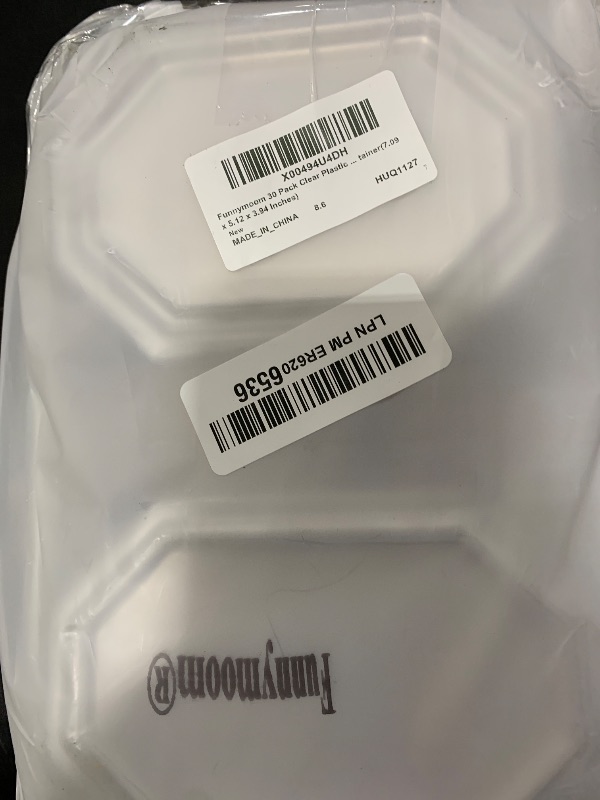 X00494U4DH
Funnymoom 30 Pack Clear Plastic ... tainer(7.09
x 5.12 x 3.94 Inches)
New
MADE_IN_CHINA 8.6
HUQ1127
LPN PM ER6206536
Funnymoom®